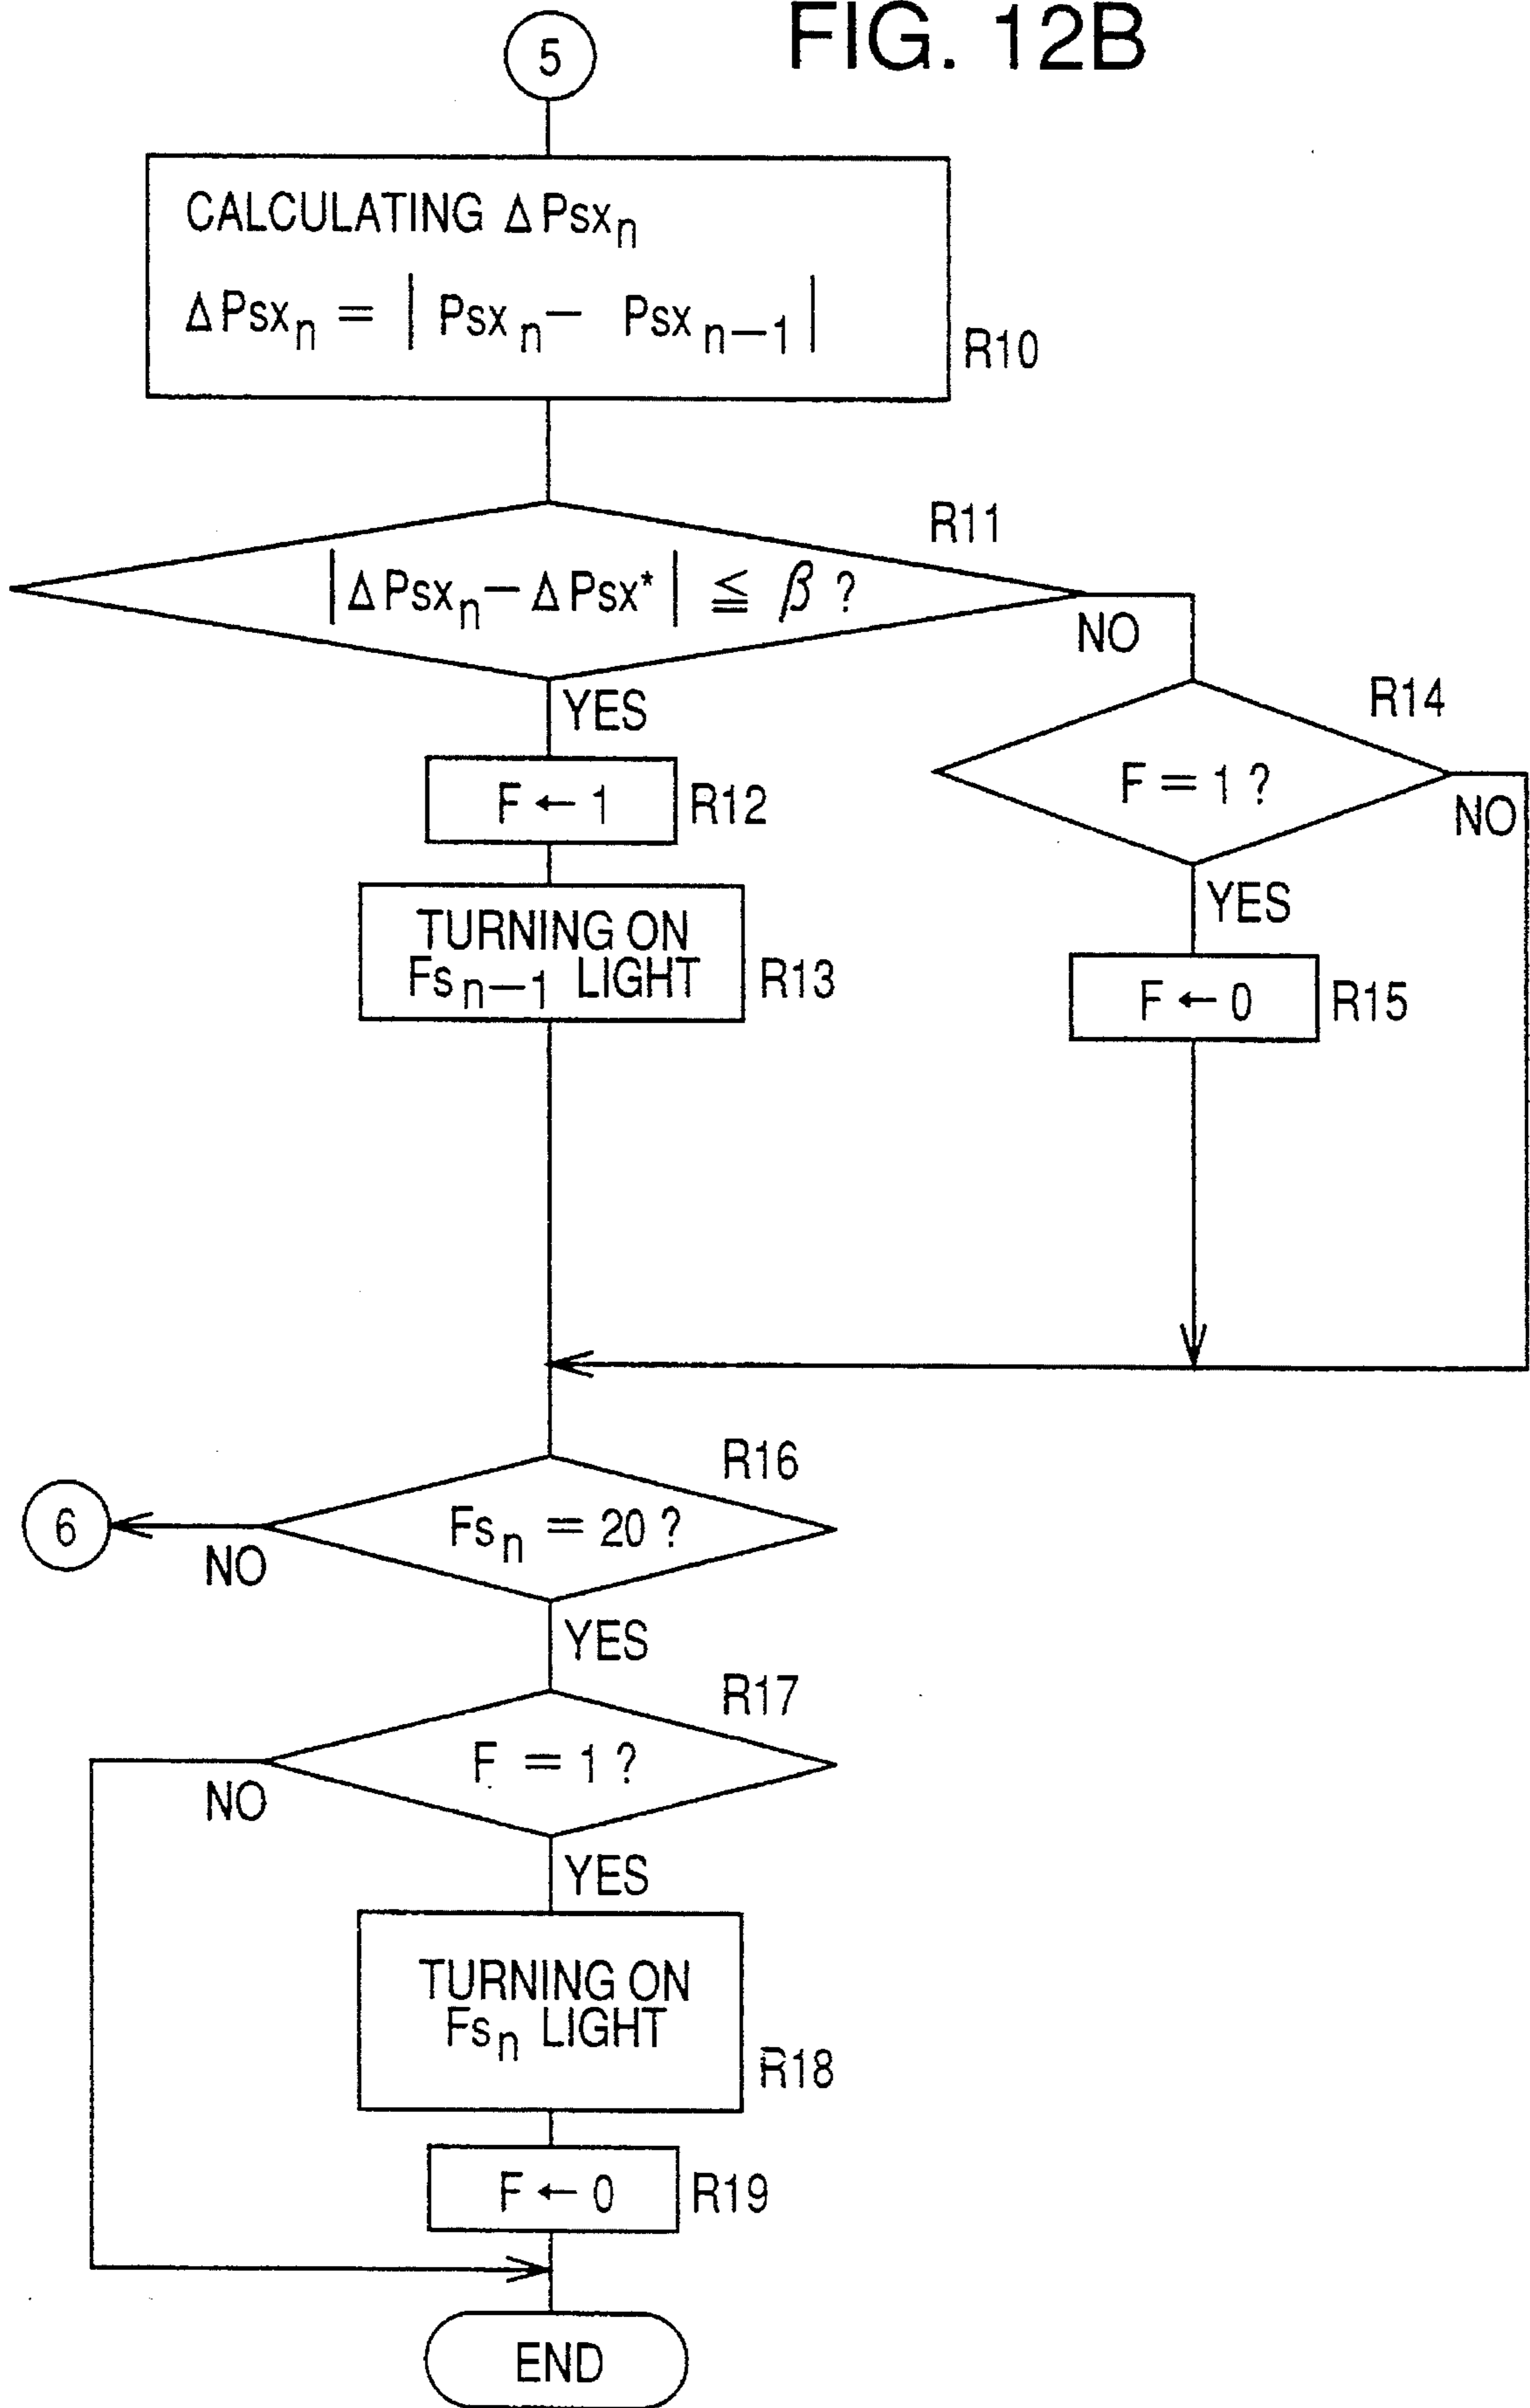 FIG. 12B
5
CALCULATING ΔPsxₙ
ΔPsxₙ = | Psxₙ − Psxₙ₋₁ |
R10
R11
|ΔPsxₙ − ΔPsx*| ≦ β ?
NO
YES
R14
F = 1 ?
NO
F ← 1
R12
YES
TURNING ON
Fsₙ₋₁ LIGHT
R13
F ← 0
R15
R16
6
Fsₙ = 20 ?
NO
YES
R17
F = 1 ?
NO
YES
TURNING ON
Fsₙ LIGHT
R18
F ← 0
R19
END